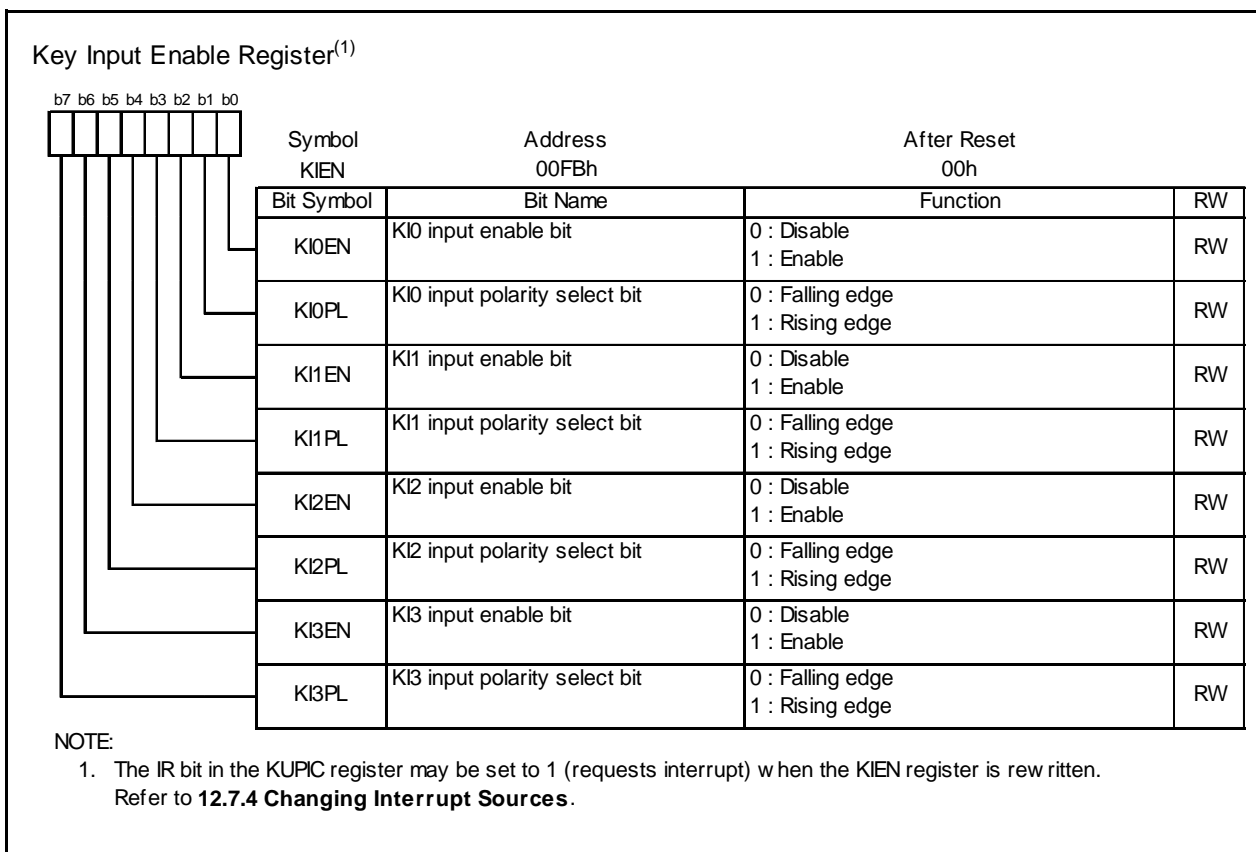 Key Input Enable Register(1)
b7 b6 b5 b4 b3 b2 b1 b0
Symbol Address After Reset
KIEN 00FBh 00h
Bit Symbol Bit Name Function RW
KI0EN KI0 input enable bit 0 : Disable RW
1 : Enable
KI0PL KI0 input polarity select bit 0 : Falling edge RW
1 : Rising edge
KI1EN KI1 input enable bit 0 : Disable RW
1 : Enable
KI1PL KI1 input polarity select bit 0 : Falling edge RW
1 : Rising edge
KI2EN KI2 input enable bit 0 : Disable RW
1 : Enable
KI2PL KI2 input polarity select bit 0 : Falling edge RW
1 : Rising edge
KI3EN KI3 input enable bit 0 : Disable RW
1 : Enable
KI3PL KI3 input polarity select bit 0 : Falling edge RW
1 : Rising edge
NOTE:
1. The IR bit in the KUPIC register may be set to 1 (requests interrupt) when the KIEN register is rewritten.
Refer to 12.7.4 Changing Interrupt Sources.